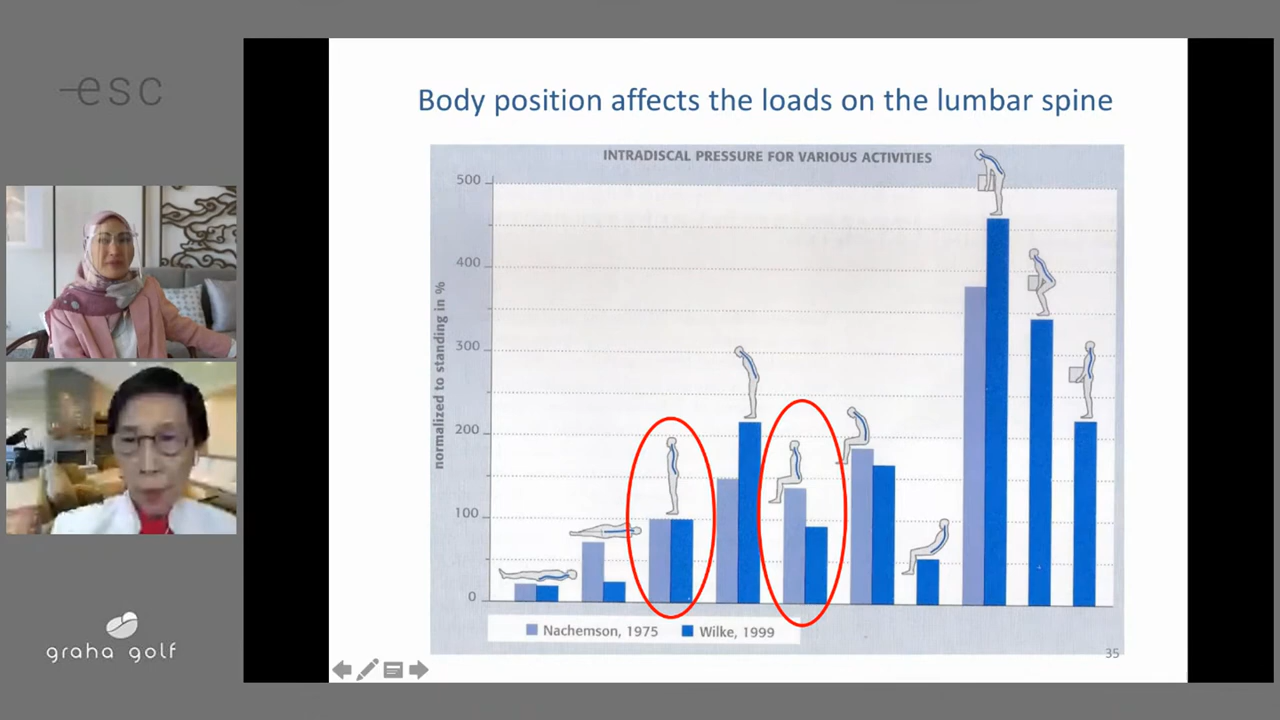 esc
graha golf
Body position affects the loads on the lumbar spine
INTRADISCAL PRESSURE FOR VARIOUS ACTIVITIES
normalized to standing in %
500
400
300
200
100
0
Nachemson, 1975
Wilke, 1999
35